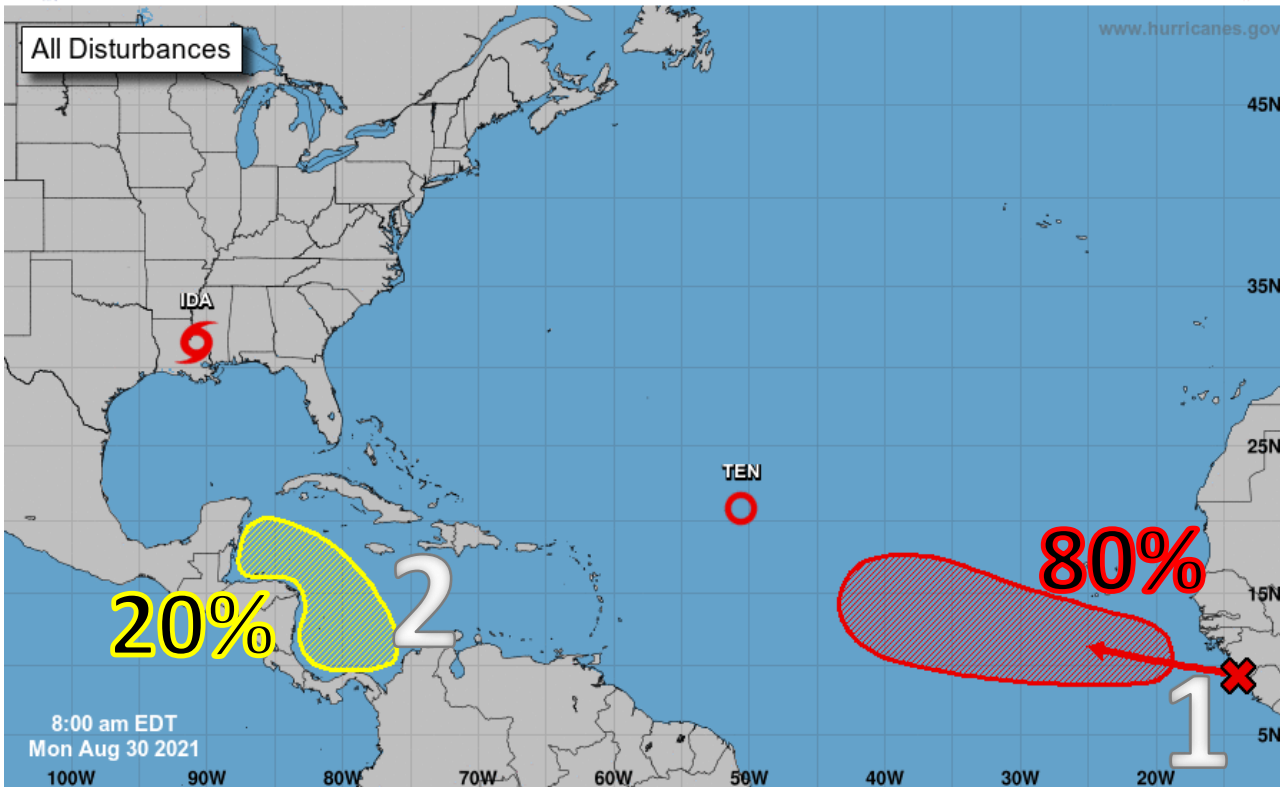 www.hurricanes.gov
All Disturbances
45N
IDA
35N
25N
TEN
80%
2
15N
20%
1
8:00 am EDT
Mon Aug 30 2021
5N
100W 90W 80W 70W 60W 50W 40W 30W 20W